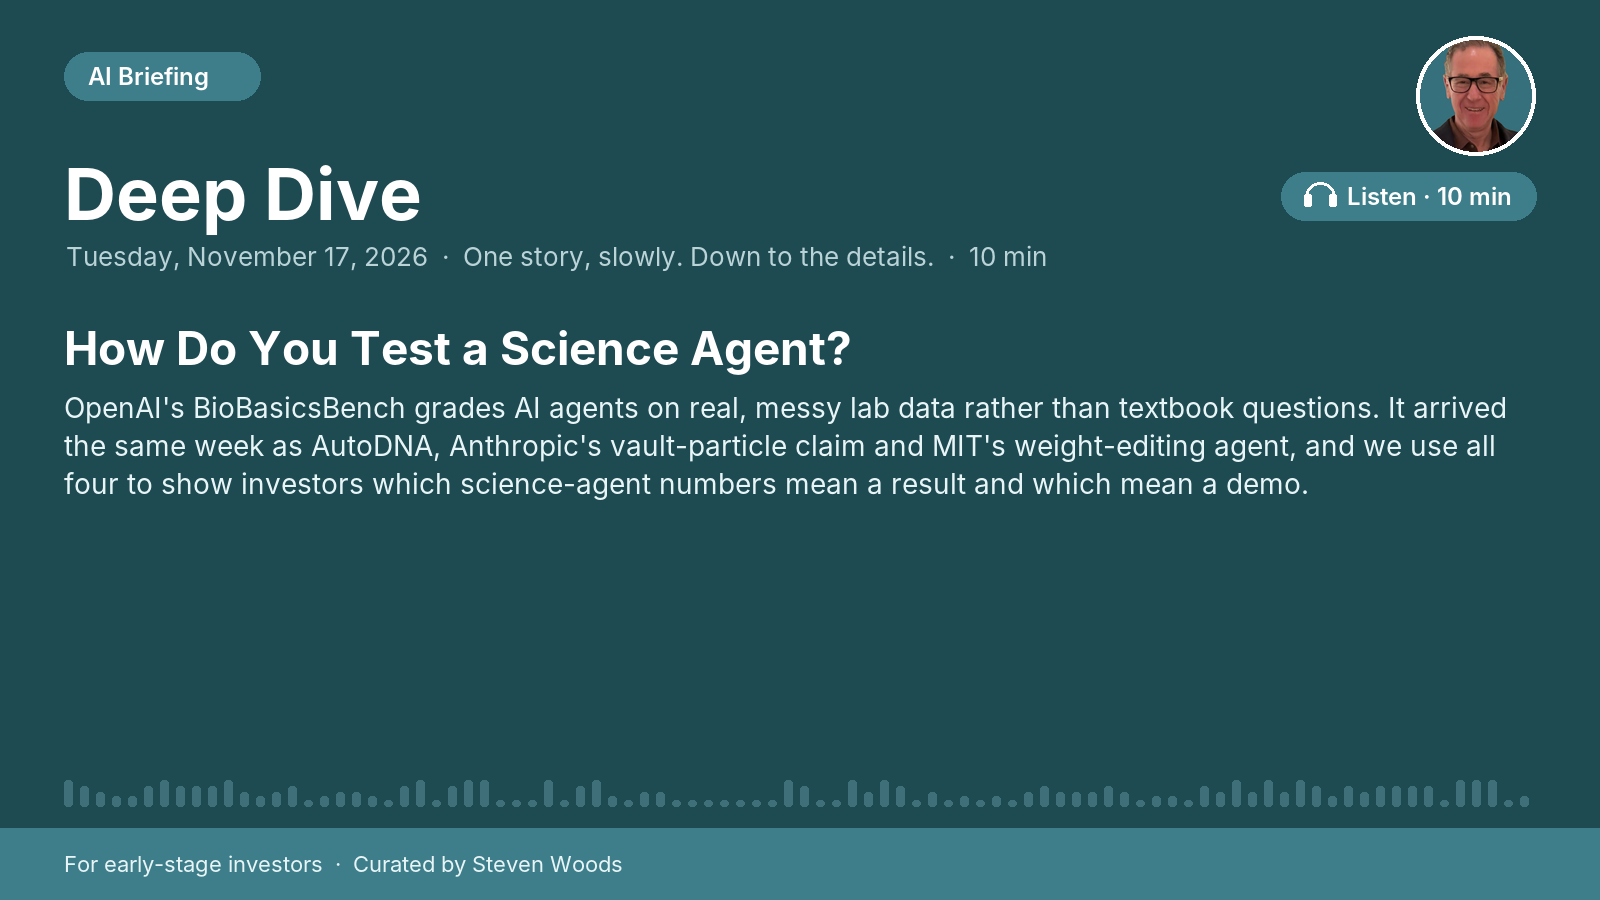 AI Briefing
Deep Dive
Listen · 10 min
Tuesday, November 17, 2026 · One story, slowly. Down to the details. · 10 min
How Do You Test a Science Agent?
OpenAI's BioBasicsBench grades AI agents on real, messy lab data rather than textbook questions. It arrived
the same week as AutoDNA, Anthropic's vault-particle claim and MIT's weight-editing agent, and we use all
four to show investors which science-agent numbers mean a result and which mean a demo.
For early-stage investors · Curated by Steven Woods